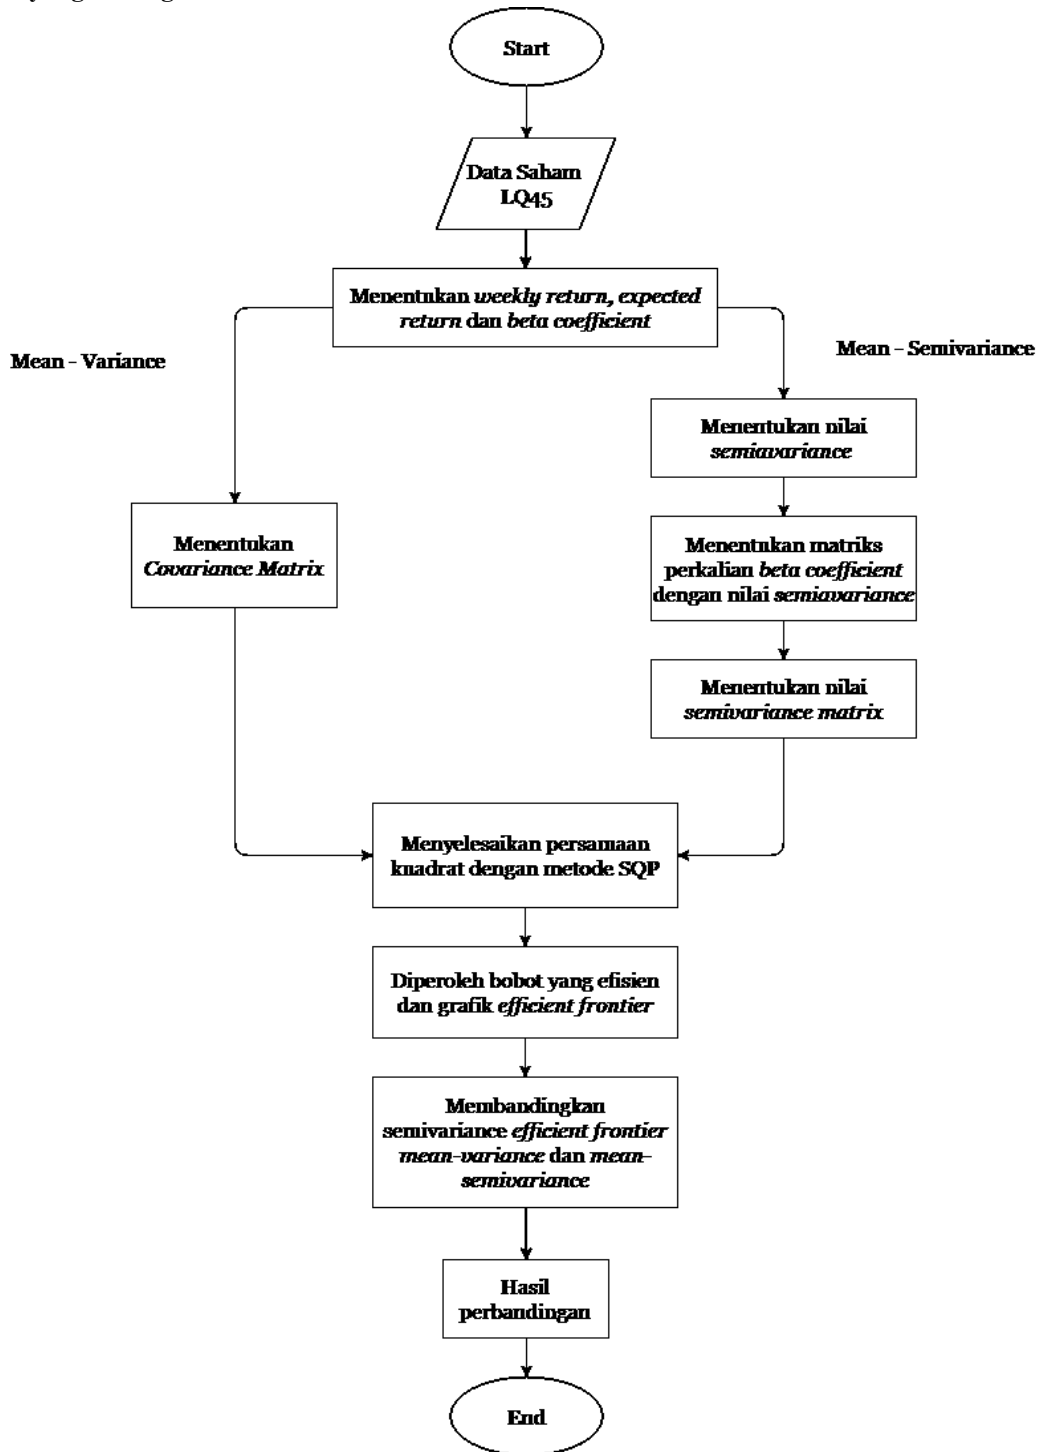 Start
Data Saham
LQ45
Menentukan weekly return, expected
return dan beta coefficient
Mean - Variance
Mean - Semivariance
Menentukan nilai
semiavariance
Menentukan
Covariance Matrix
Menentukan matriks
perkalian beta coefficient
dengan nilai semiavariance
Menentukan nilai
semivariance matrix
Menyelesaikan persamaan
kuadrat dengan metode SQP
Diperoleh bobot yang efisien
dan grafik efficient frontier
Membandingkan
semivariance efficient frontier
mean-variance dan mean-
semivariance
Hasil
perbandingan
End